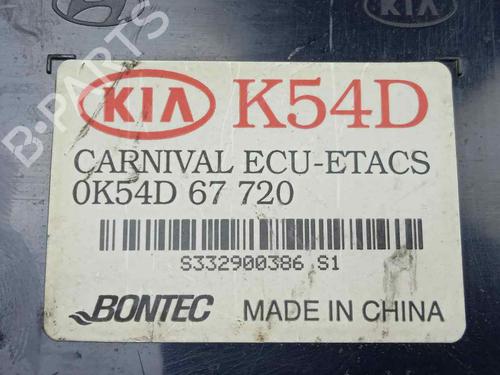 KIA K54D
CARNIVAL ECU-ETACS
0K54D 67 720
S332900386 S1
BONTEC MADE IN CHINA
B-PARTS